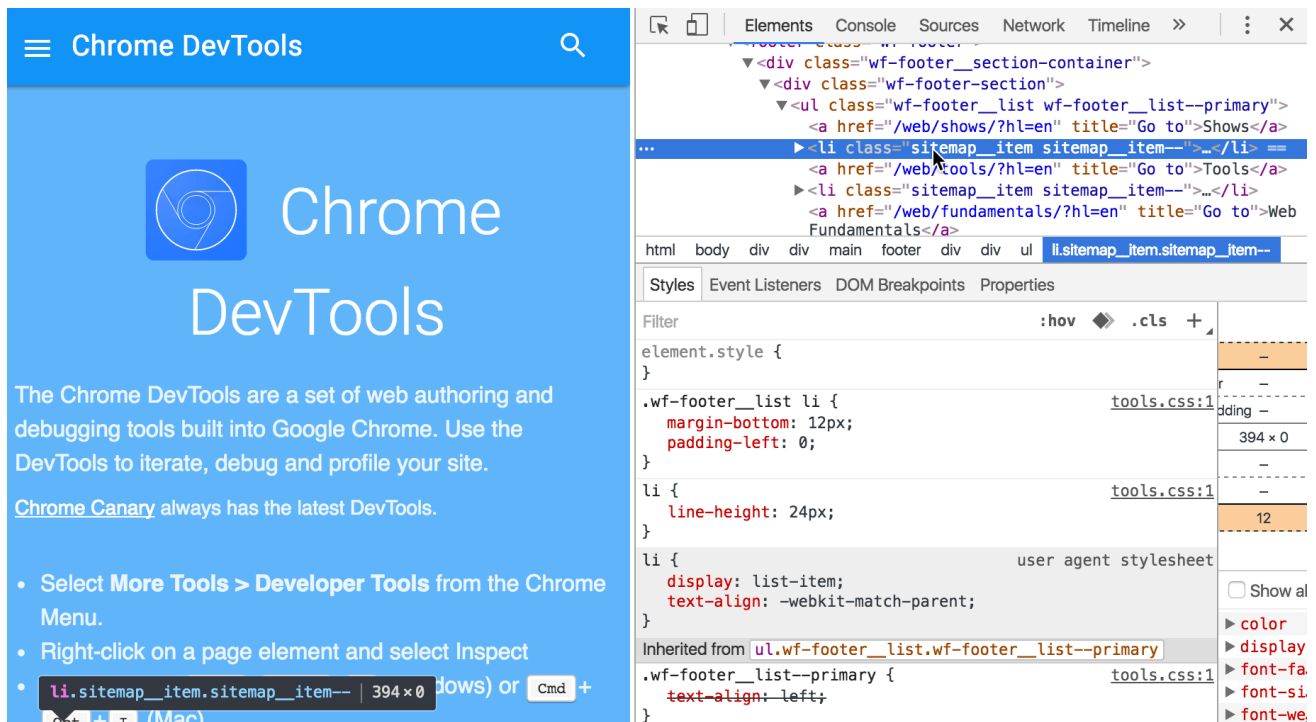 Chrome DevTools
Chrome
DevTools
The Chrome DevTools are a set of web authoring and
debugging tools built into Google Chrome. Use the
DevTools to iterate, debug and profile your site.
Chrome Canary always has the latest DevTools.
• Select More Tools > Developer Tools from the Chrome
Menu.
• Right-click on a page element and select Inspect
dows) or Cmd +
li.sitemap__item.sitemap__item-- | 394 × 0
Opt + I (Mac)
Elements Console Sources Network Timeline »
<footer class="wf-footer">
▼<div class="wf-footer__section-container">
▼<div class="wf-footer-section">
▼<ul class="wf-footer__list wf-footer__list--primary">
<a href="/web/shows/?hl=en" title="Go to">Shows</a>
… ▶<li class="sitemap__item sitemap__item--">…</li> ==
<a href="/web/tools/?hl=en" title="Go to">Tools</a>
▶<li class="sitemap__item sitemap__item--">…</li>
<a href="/web/fundamentals/?hl=en" title="Go to">Web
Fundamentals</a>
html body div div main footer div div ul li.sitemap__item.sitemap__item--
Styles Event Listeners DOM Breakpoints Properties
Filter :hov .cls +
element.style {
}
.wf-footer__list li { tools.css:1
margin-bottom: 12px;
padding-left: 0;
}
li { tools.css:1
line-height: 24px;
}
li { user agent stylesheet
display: list-item;
text-align: -webkit-match-parent;
}
Inherited from ul.wf-footer__list.wf-footer__list--primary
.wf-footer__list--primary { tools.css:1
text-align: left;
}
–
r –
dding –
394 × 0
–
–
12
Show al
▶ color
▶ display
▶ font-fa
▶ font-si
▶ font-we